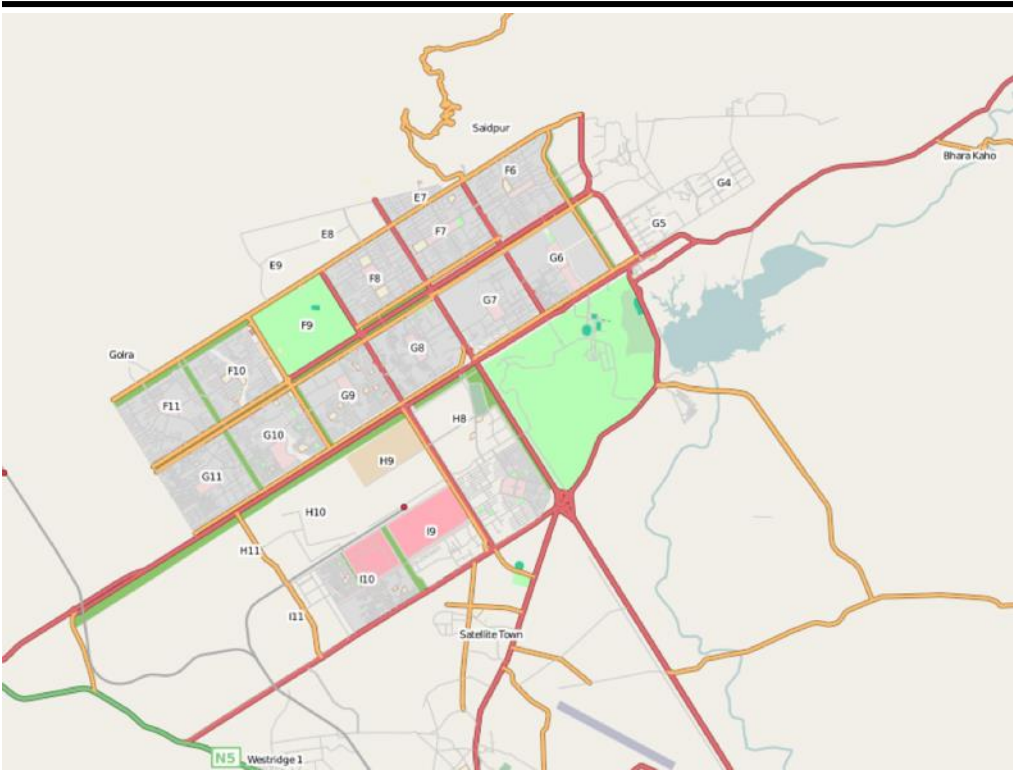 Saidpur
Bhara Kaho
F6
G4
E7
G5
E8
F7
G6
E9
F8
G7
F9
G8
Golra
F10
G9
F11
H8
G10
H9
G11
H10
I9
H11
I10
I11
Satellite Town
N5
Westridge 1